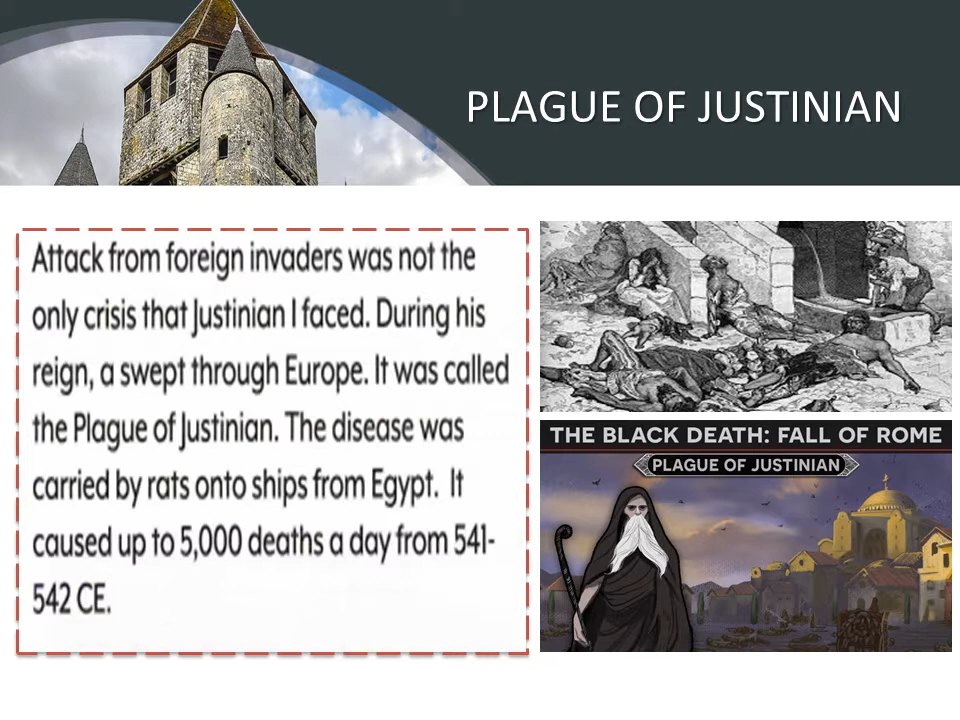 PLAGUE OF JUSTINIAN
Attack from foreign invaders was not the
only crisis that Justinian I faced. During his
reign, a swept through Europe. It was called
the Plague of Justinian. The disease was
carried by rats onto ships from Egypt. It
caused up to 5,000 deaths a day from 541-
542 CE.
THE BLACK DEATH: FALL OF ROME
PLAGUE OF JUSTINIAN